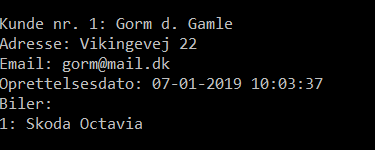 Kunde nr. 1: Gorm d. Gamle
Adresse: Vikingevej 22
Email: gorm@mail.dk
Oprettelsesdato: 07-01-2019 10:03:37
Biler:
1: Skoda Octavia